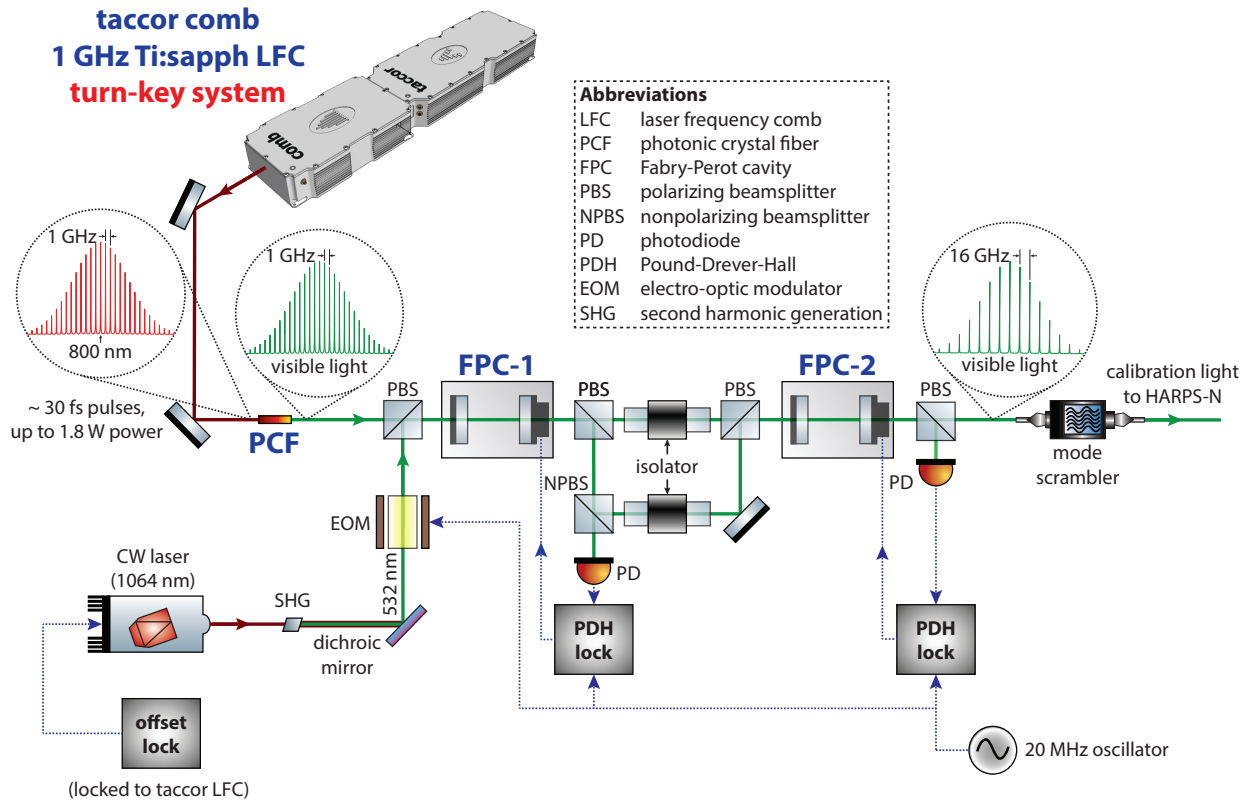 taccor comb
1 GHz Ti:sapph LFC
turn-key system
taccor
comb
Abbreviations
LFC laser frequency comb
PCF photonic crystal fiber
FPC Fabry-Perot cavity
PBS polarizing beamsplitter
NPBS nonpolarizing beamsplitter
PD photodiode
PDH Pound-Drever-Hall
EOM electro-optic modulator
SHG second harmonic generation
1 GHz
800 nm
1 GHz
visible light
16 GHz
visible light
~ 30 fs pulses,
up to 1.8 W power
PCF
PBS
FPC-1
PBS
isolator
PBS
FPC-2
PBS
calibration light
to HARPS-N
mode
scrambler
NPBS
PD
PD
EOM
532 nm
CW laser
(1064 nm)
SHG
dichroic
mirror
PDH
lock
PDH
lock
offset
lock
(locked to taccor LFC)
20 MHz oscillator